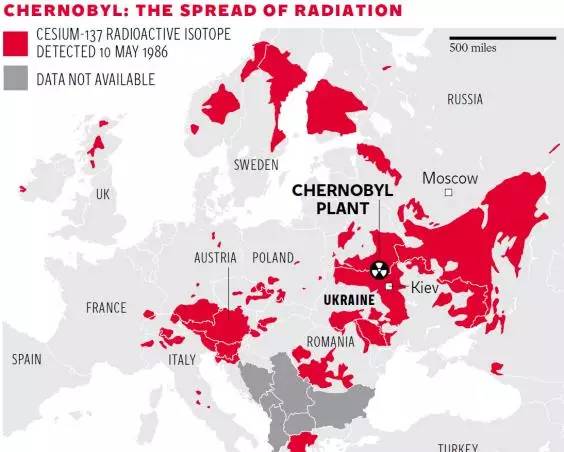 CHERNOBYL: THE SPREAD OF RADIATION
CESIUM-137 RADIOACTIVE ISOTOPE
DETECTED 10 MAY 1986
DATA NOT AVAILABLE
500 miles
RUSSIA
SWEDEN
Moscow
CHERNOBYL
PLANT
UK
AUSTRIA
POLAND
UKRAINE
Kiev
FRANCE
ROMANIA
SPAIN
ITALY
TURKEY